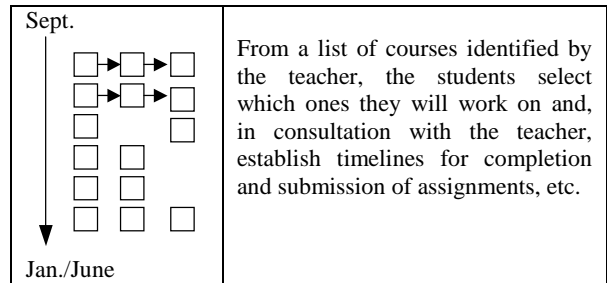 Sept.
Jan./June
From a list of courses identified by
the teacher, the students select
which ones they will work on and,
in consultation with the teacher,
establish timelines for completion
and submission of assignments, etc.